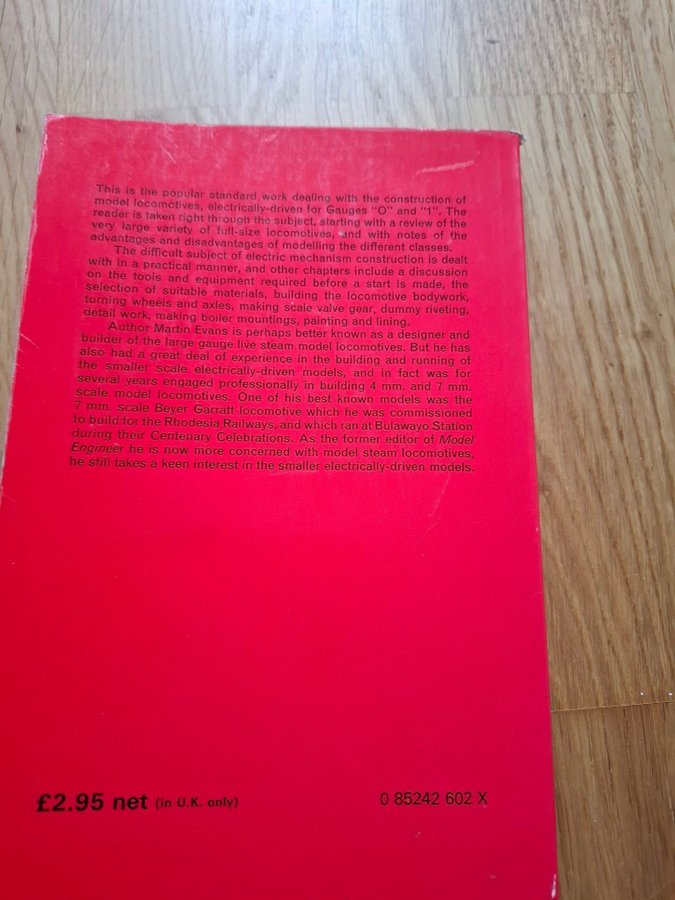 This is the popular standard work dealing with the construction of
model locomotives, electrically-driven for Gauges "O" and "1". The
reader is taken right through the subject, starting with a review of the
very large variety of full-size locomotives, and with notes of the
advantages and disadvantages of modelling the different classes.
The difficult subject of electric mechanism construction is dealt
with in a practical manner, and other chapters include a discussion
on the tools and equipment required before a start is made, the
selection of suitable materials, building the locomotive bodywork,
turning wheels and axles, making scale valve gear, dummy riveting,
detail work, making boiler mountings, painting and lining.
Author Martin Evans is perhaps better known as a designer and
builder of the large gauge live steam model locomotives. But he has
also had a great deal of experience in the building and running of
the smaller scale electrically-driven models, and in fact was for
several years engaged professionally in building 4 mm. and 7 mm.
scale model locomotives. One of his best known models was the
7 mm. scale Beyer Garratt locomotive which he was commissioned
to build for the Rhodesia Railways, and which ran at Bulawayo Station
during their Centenary Celebrations. As the former editor of Model
Engineer he is now more concerned with model steam locomotives,
he still takes a keen interest in the smaller electrically-driven models.
£2.95 net (in U.K. only)
0 85242 602 X